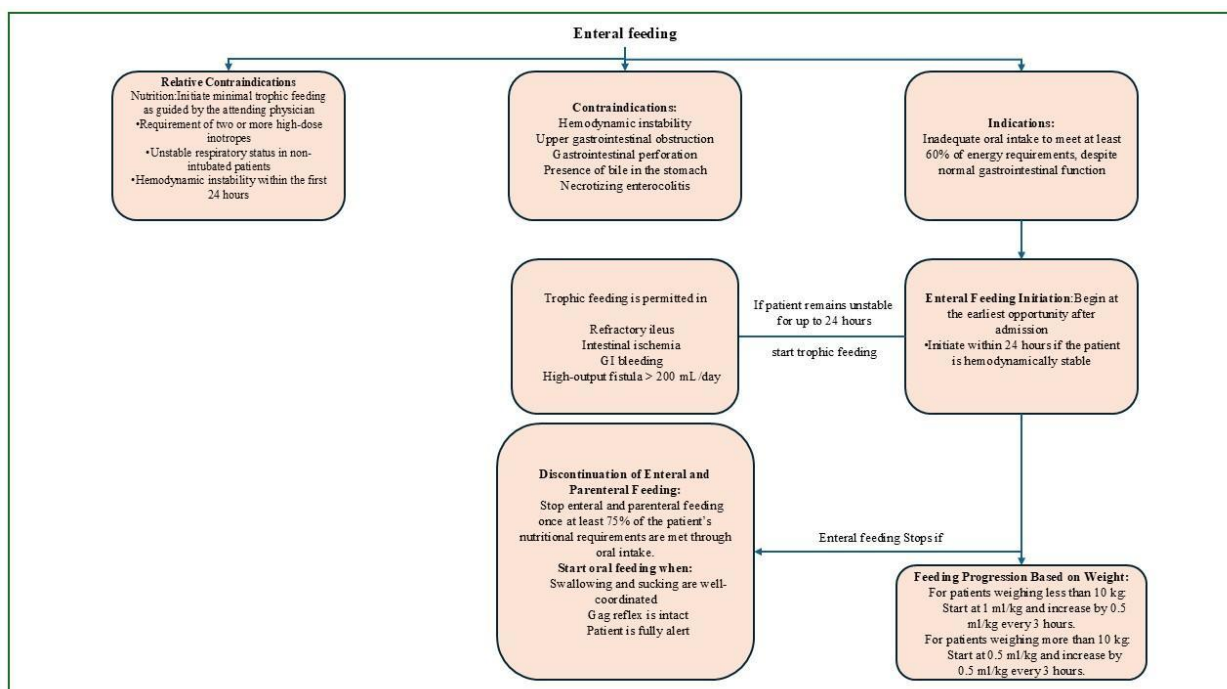 Enteral feeding
Relative Contraindications
Nutrition:Initiate minimal trophic feeding
as guided by the attending physician
•Requirement of two or more high-dose
inotropes
•Unstable respiratory status in non-
intubated patients
•Hemodynamic instability within the first
24 hours
Contraindications:
Hemodynamic instability
Upper gastrointestinal obstruction
Gastrointestinal perforation
Presence of bile in the stomach
Necrotizing enterocolitis
Indications:
Inadequate oral intake to meet at least
60% of energy requirements, despite
normal gastrointestinal function
Trophic feeding is permitted in
Refractory ileus
Intestinal ischemia
GI bleeding
High-output fistula > 200 mL/day
If patient remains unstable
for up to 24 hours
start trophic feeding
Enteral Feeding Initiation:Begin at
the earliest opportunity after
admission
•Initiate within 24 hours if the patient
is hemodynamically stable
Discontinuation of Enteral and
Parenteral Feeding:
Stop enteral and parenteral feeding
once at least 75% of the patient's
nutritional requirements are met through
oral intake.
Start oral feeding when:
Swallowing and sucking are well-
coordinated
Gag reflex is intact
Patient is fully alert
Enteral feeding Stops if
Feeding Progression Based on Weight:
For patients weighing less than 10 kg:
Start at 1 ml/kg and increase by 0.5
ml/kg every 3 hours.
For patients weighing more than 10 kg:
Start at 0.5 ml/kg and increase by
0.5 ml/kg every 3 hours.